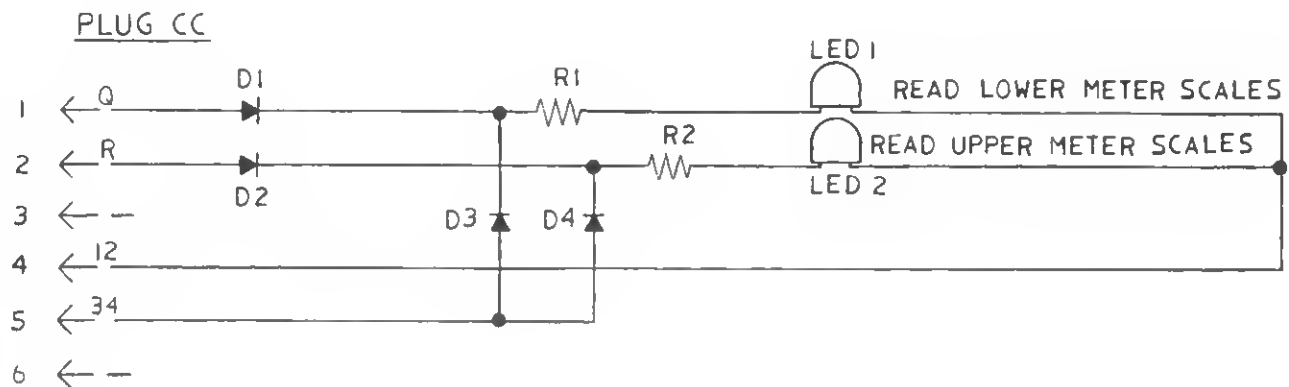 PLUG CC
LED 1
D1
R1
1 Q
READ LOWER METER SCALES
R2
2 R
READ UPPER METER SCALES
D2
LED 2
3
D3 D4
4 12
5 34
6